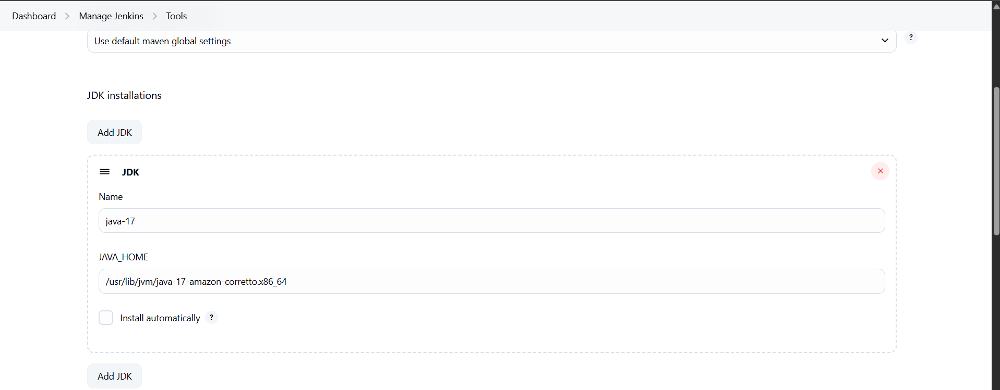 Dashboard > Manage Jenkins > Tools
Use default maven global settings
?
JDK installations
Add JDK
JDK
Name
java-17
JAVA_HOME
/usr/lib/jvm/java-17-amazon-corretto.x86_64
Install automatically ?
Add JDK